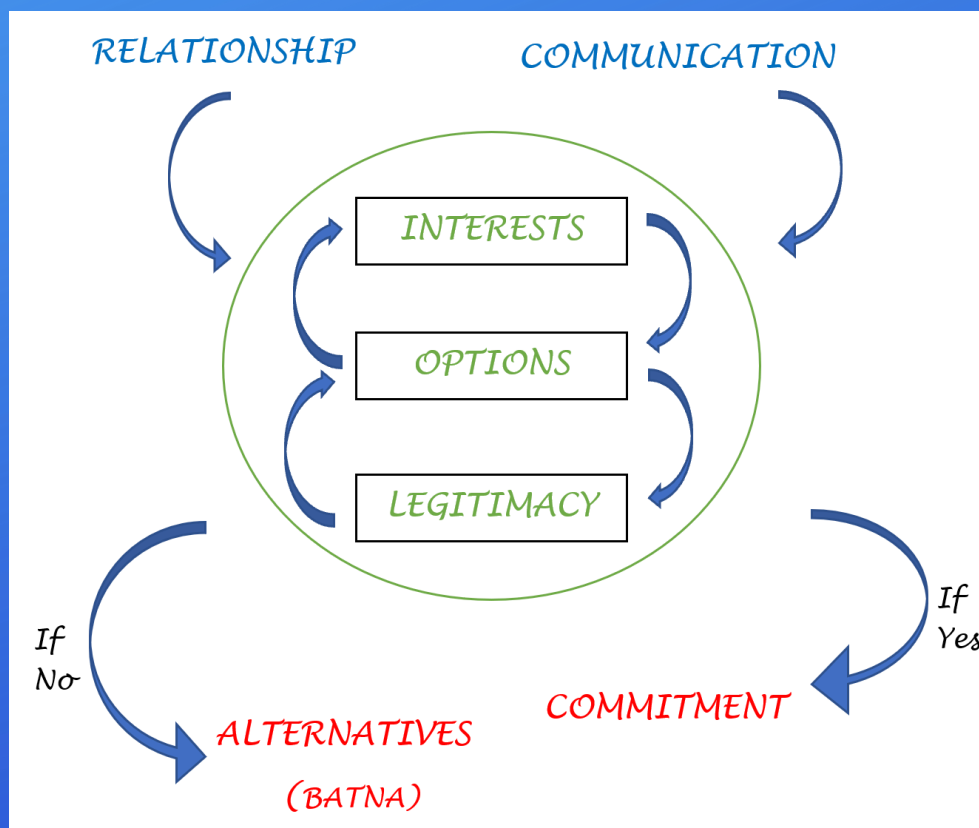 RELATIONSHIP
COMMUNICATION
INTERESTS
OPTIONS
LEGITIMACY
If
No
If
Yes
ALTERNATIVES
(BATNA)
COMMITMENT